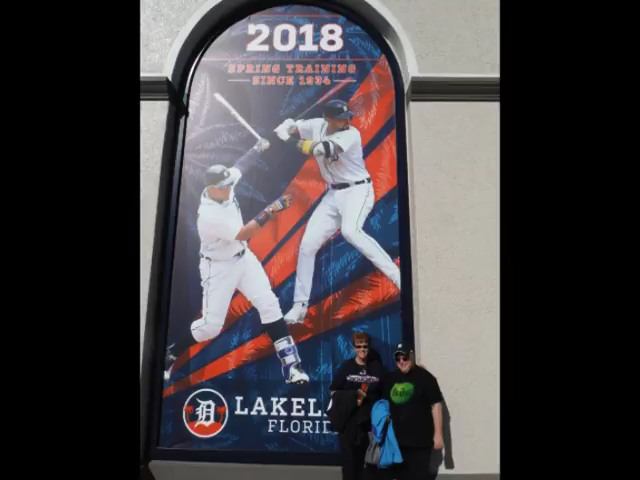 2018
SPRING TRAINING
SINCE 1934
D
LAKEL
FLORID